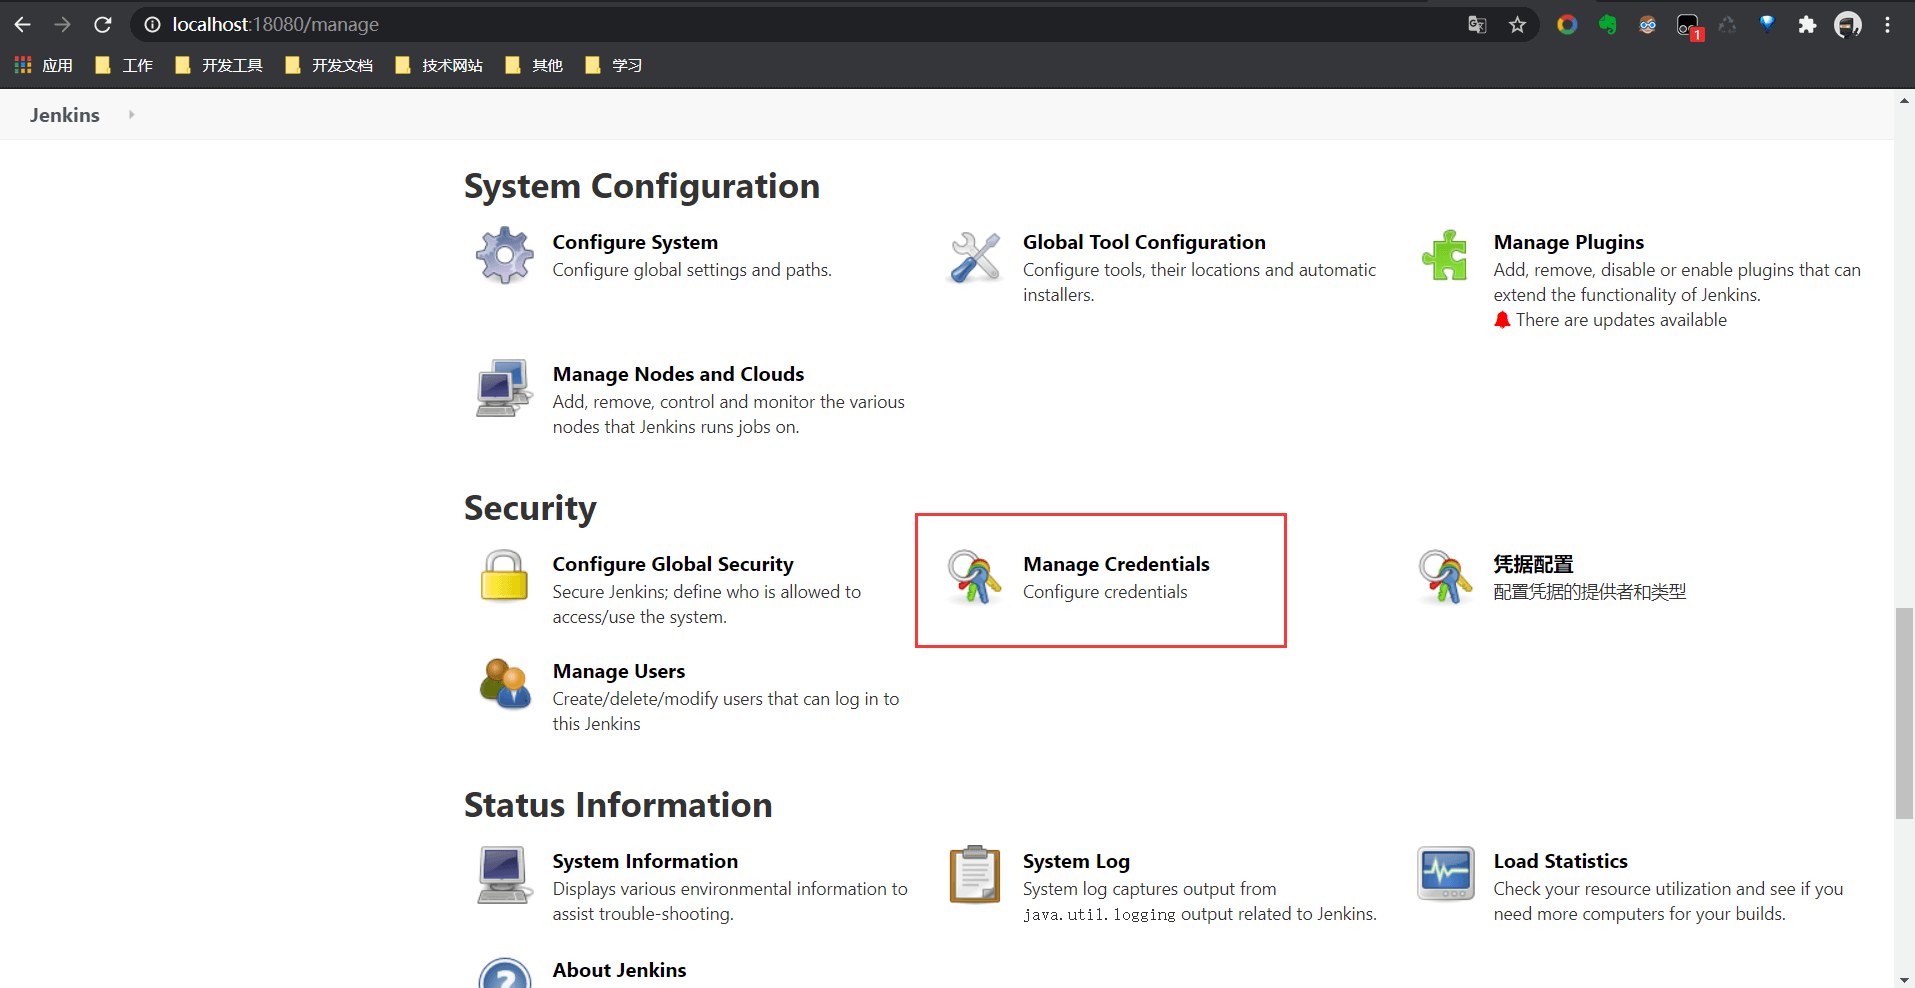 localhost:18080/manage
1
应用 工作 开发工具 开发文档 技术网站 其他 学习
Jenkins
System Configuration
Configure System
Configure global settings and paths.
Global Tool Configuration
Configure tools, their locations and automatic
installers.
Manage Plugins
Add, remove, disable or enable plugins that can
extend the functionality of Jenkins.
There are updates available
Manage Nodes and Clouds
Add, remove, control and monitor the various
nodes that Jenkins runs jobs on.
Security
Configure Global Security
Secure Jenkins; define who is allowed to
access/use the system.
Manage Credentials
Configure credentials
凭据配置
配置凭据的提供者和类型
Manage Users
Create/delete/modify users that can log in to
this Jenkins
Status Information
System Information
Displays various environmental information to
assist trouble-shooting.
System Log
System log captures output from
java.util.logging output related to Jenkins.
Load Statistics
Check your resource utilization and see if you
need more computers for your builds.
?
About Jenkins